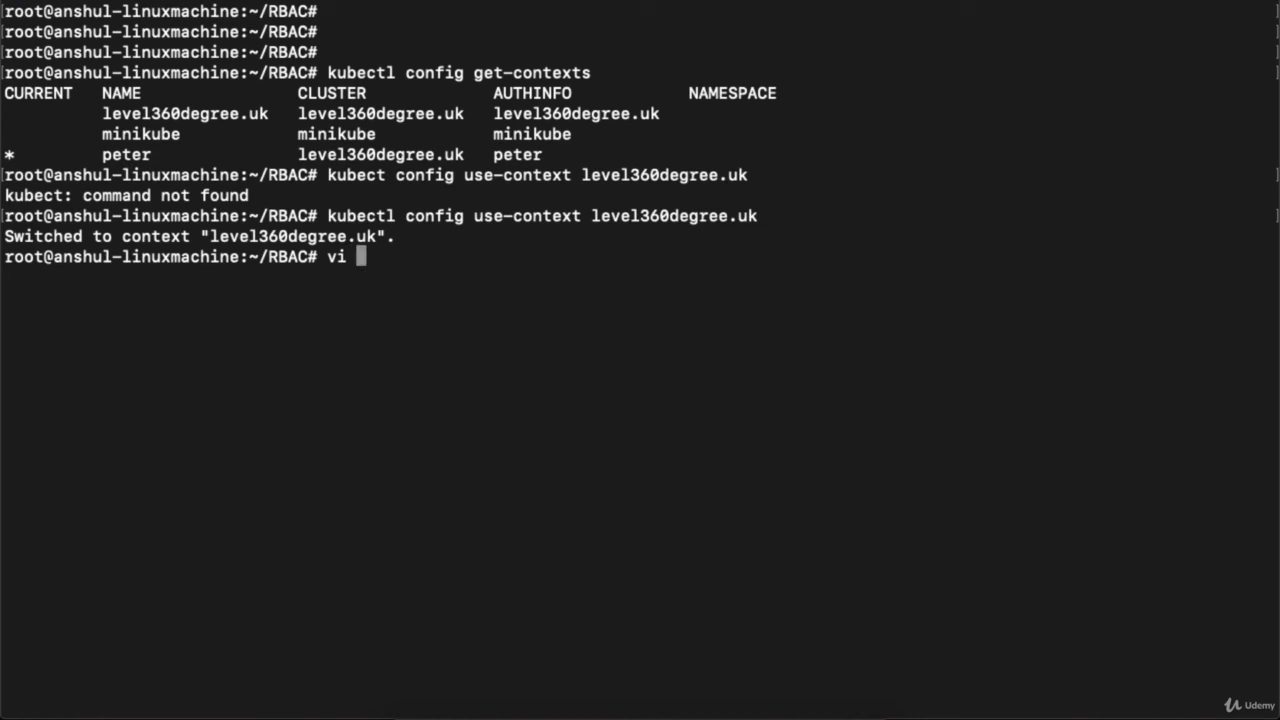 root@anshul-linuxmachine:~/RBAC#
root@anshul-linuxmachine:~/RBAC#
root@anshul-linuxmachine:~/RBAC#
root@anshul-linuxmachine:~/RBAC# kubectl config get-contexts
CURRENT   NAME                CLUSTER             AUTHINFO            NAMESPACE
          level360degree.uk   level360degree.uk   level360degree.uk
          minikube            minikube            minikube
*         peter               level360degree.uk   peter
root@anshul-linuxmachine:~/RBAC# kubect config use-context level360degree.uk
kubect: command not found
root@anshul-linuxmachine:~/RBAC# kubectl config use-context level360degree.uk
Switched to context "level360degree.uk".
root@anshul-linuxmachine:~/RBAC# vi
Udemy